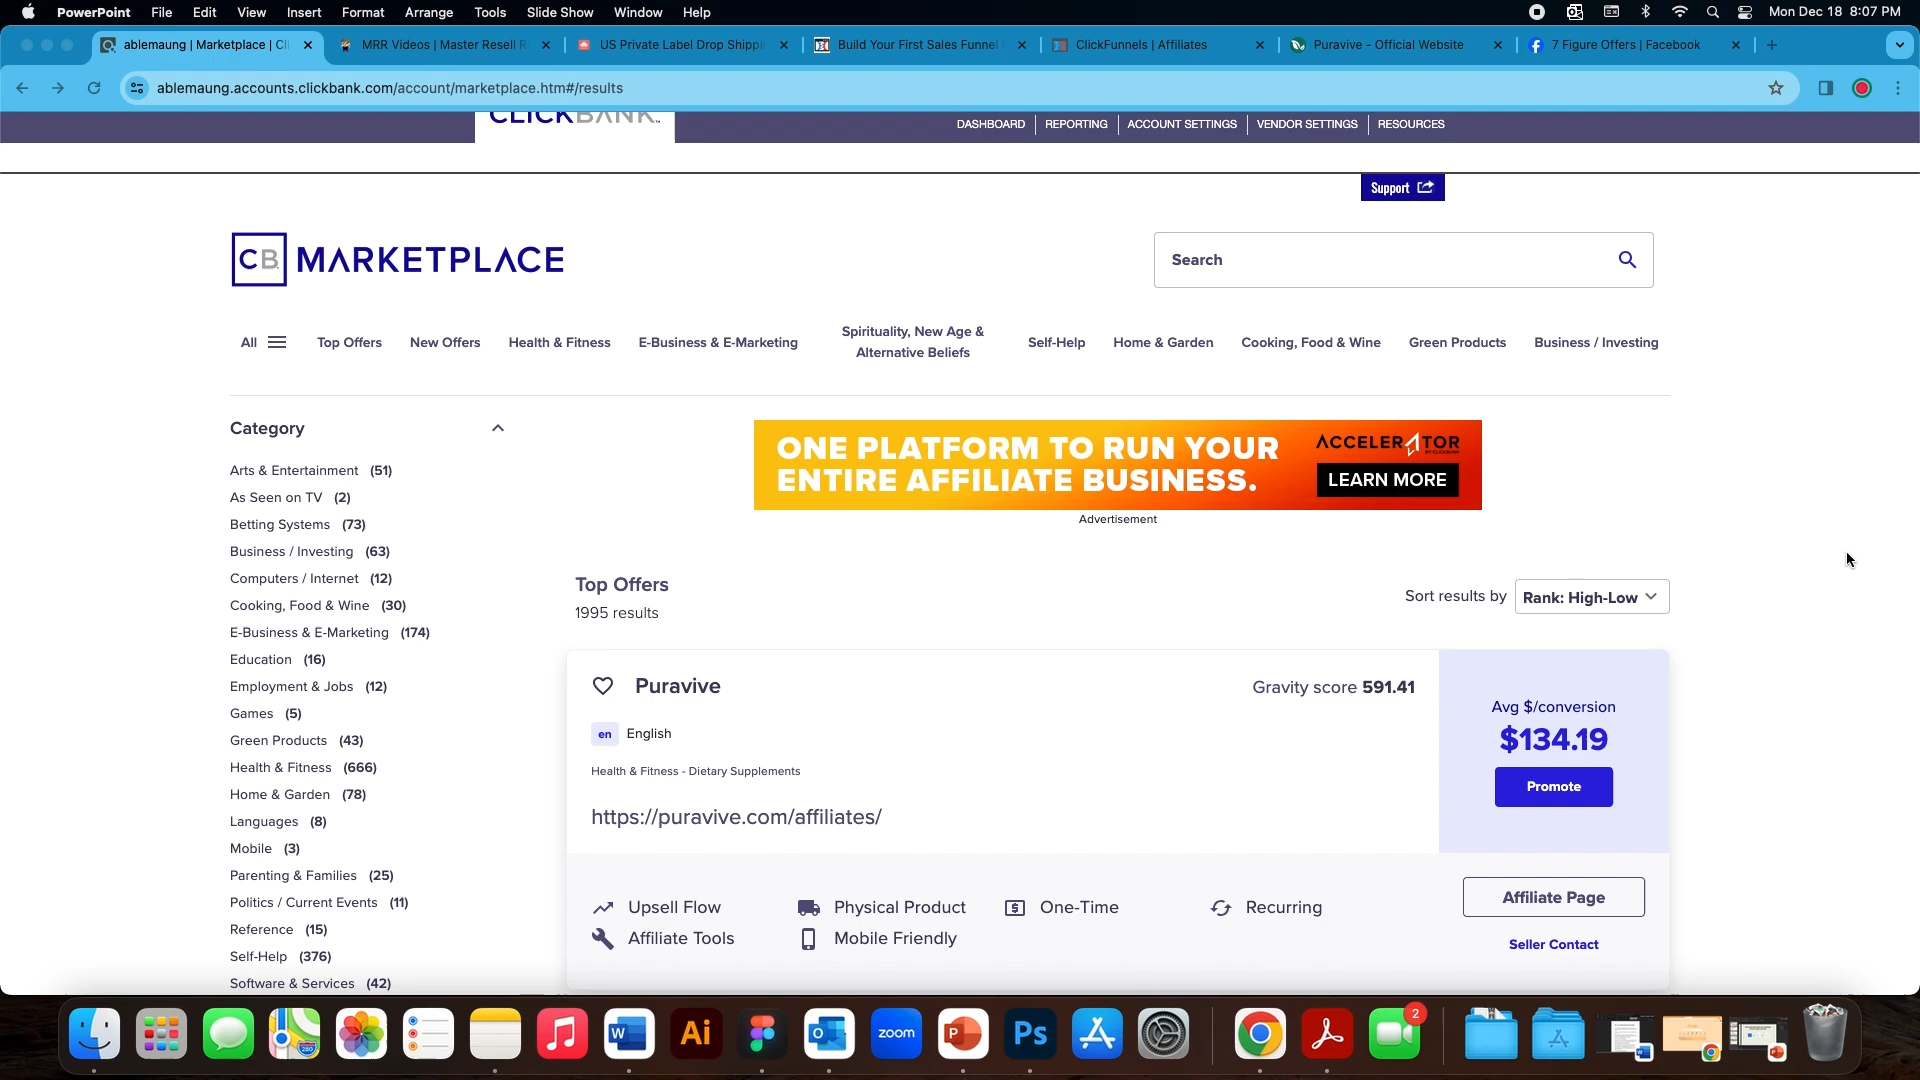 PowerPoint File Edit View Insert Format Arrange Tools Slide Show Window Help Mon Dec 18 8:07 PM
ablemaung | Marketplace | Cli MRR Videos | Master Resell R US Private Label Drop Shippin Build Your First Sales Funnel ClickFunnels | Affiliates Puravive - Official Website 7 Figure Offers | Facebook
ablemaung.accounts.clickbank.com/account/marketplace.htm#/results
CLICKBANK
DASHBOARD REPORTING ACCOUNT SETTINGS VENDOR SETTINGS RESOURCES
Support
CB MARKETPLACE
Search
All Top Offers New Offers Health & Fitness E-Business & E-Marketing Spirituality, New Age & Self-Help Home & Garden Cooking, Food & Wine Green Products Business / Investing
Alternative Beliefs
Category
Arts & Entertainment (51)
As Seen on TV (2)
Betting Systems (73)
Business / Investing (63)
Computers / Internet (12)
Cooking, Food & Wine (30)
E-Business & E-Marketing (174)
Education (16)
Employment & Jobs (12)
Games (5)
Green Products (43)
Health & Fitness (666)
Home & Garden (78)
Languages (8)
Mobile (3)
Parenting & Families (25)
Politics / Current Events (11)
Reference (15)
Self-Help (376)
Software & Services (42)
ONE PLATFORM TO RUN YOUR
ENTIRE AFFILIATE BUSINESS.
ACCELERATOR
BY CLICKBANK
LEARN MORE
Advertisement
Top Offers
1995 results
Sort results by Rank: High-Low
Puravive
Gravity score 591.41
en English
Health & Fitness - Dietary Supplements
https://puravive.com/affiliates/
Avg $/conversion
$134.19
Promote
Upsell Flow Physical Product One-Time Recurring
Affiliate Tools Mobile Friendly
Affiliate Page
Seller Contact
280
W
Ai
O
zoom
P
Ps
2